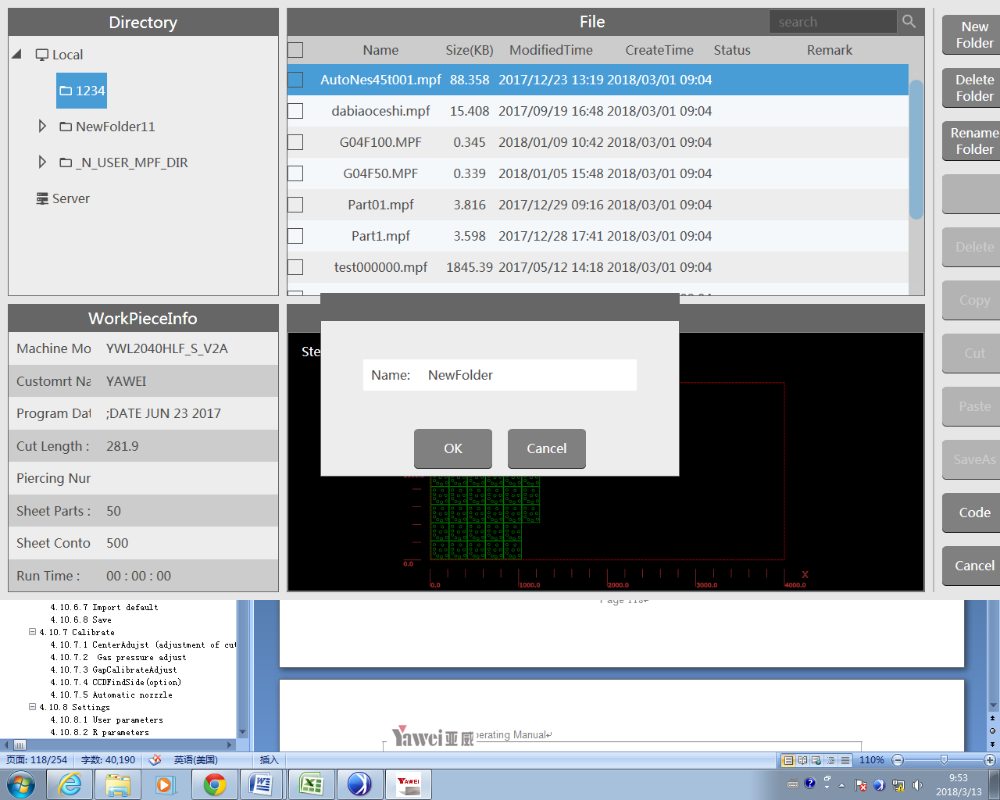 Directory
Local
1234
NewFolder11
_N_USER_MPF_DIR
Server
File
search
Name Size(KB) ModifiedTime CreateTime Status Remark
AutoNes45t001.mpf 88.358 2017/12/23 13:19 2018/03/01 09:04
dabiaoceshi.mpf 15.408 2017/09/19 16:48 2018/03/01 09:04
G04F100.MPF 0.345 2018/01/09 10:42 2018/03/01 09:04
G04F50.MPF 0.339 2018/01/05 15:48 2018/03/01 09:04
Part01.mpf 3.816 2017/12/29 09:16 2018/03/01 09:04
Part1.mpf 3.598 2017/12/28 17:41 2018/03/01 09:04
test000000.mpf 1845.39 2017/05/12 14:18 2018/03/01 09:04
New Folder
Delete Folder
Rename Folder
Delete
Copy
Cut
Paste
SaveAs
Code
Cancel
WorkPieceInfo
Machine Mo YWL2040HLF_S_V2A
Customrt Na YAWEI
Program Dat ;DATE JUN 23 2017
Cut Length : 281.9
Piercing Nur
Sheet Parts : 50
Sheet Conto 500
Run Time : 00 : 00 : 00
Ste
Name: NewFolder
OK Cancel
0.0
0.0 1000.0 2000.0 3000.0 4000.0 X
4.10.6.7 Import default
4.10.6.8 Save
4.10.7 Calibrate
4.10.7.1 CenterAdujst (adjustment of cut
4.10.7.2 Gas pressure adjust
4.10.7.3 GapCalibrateAdjust
4.10.7.4 CCDFindSide(option)
4.10.7.5 Automatic nozzzle
4.10.8 Settings
4.10.8.1 User parameters
4.10.8.2 R parameters
Page 118
Yawei亚威 perating Manual
页面: 118/254 字数: 40,190 英语(美国) 插入 110%
YAWEI
9:53
2018/3/13